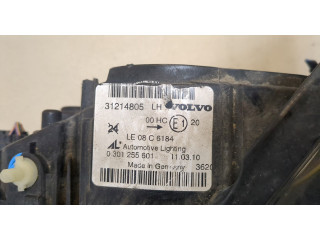 31214805 LH VOLVO
00 HC E1 20
24
LE 08 C 6184
AL Automotive Lighting
0 301 255 601 11.03.10
Made in Germany 3620